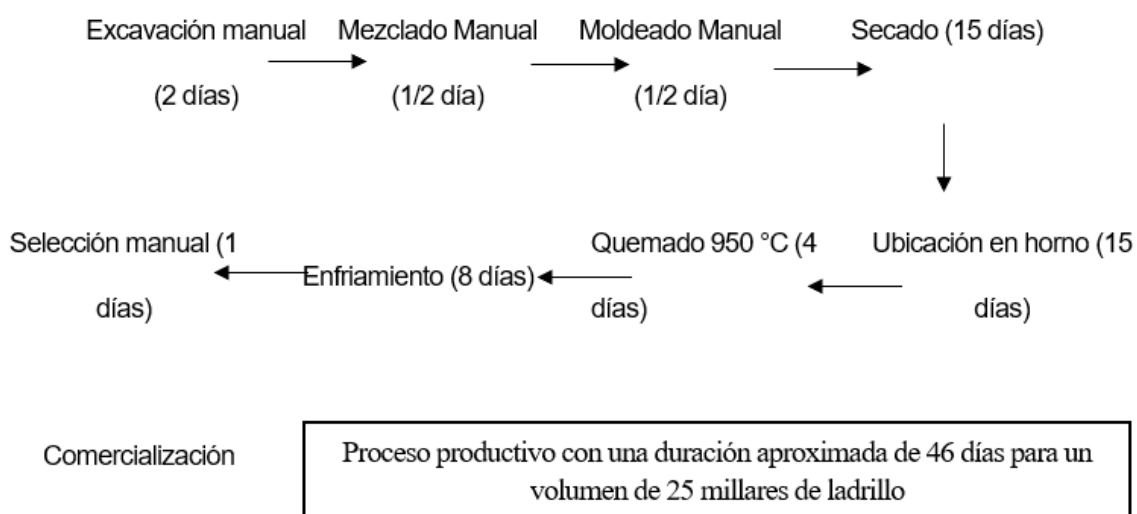 Excavación manual Mezclado Manual Moldeado Manual Secado (15 días)
(2 días) (1/2 día) (1/2 día)
Selección manual (1 Quemado 950 °C (4 Ubicación en horno (15
Enfriamiento (8 días)
días) días) días)
Comercialización
Proceso productivo con una duración aproximada de 46 días para un
volumen de 25 millares de ladrillo